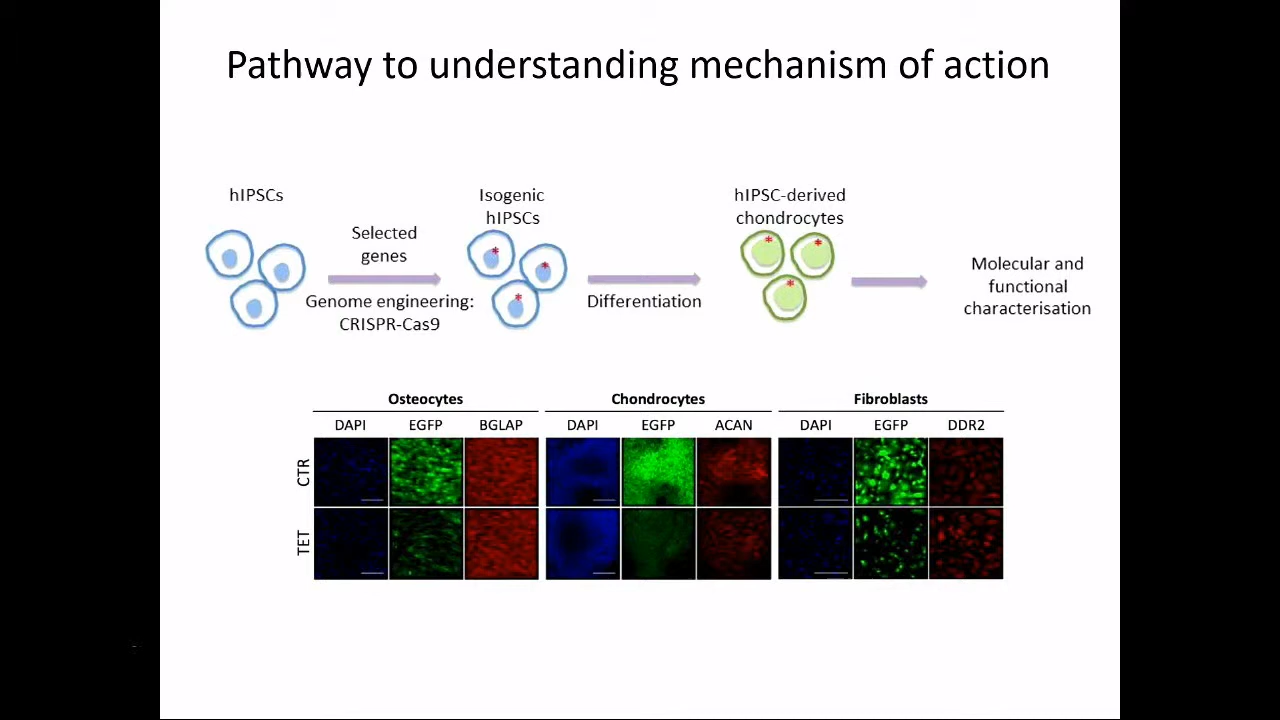 Pathway to understanding mechanism of action
hIPSCs
Selected
genes
Genome engineering:
CRISPR-Cas9
Isogenic
hIPSCs
*
*
*
Differentiation
hIPSC-derived
chondrocytes
*
*
*
Molecular and
functional
characterisation
Osteocytes
Chondrocytes
Fibroblasts
DAPI EGFP BGLAP DAPI EGFP ACAN DAPI EGFP DDR2
CTR
TET